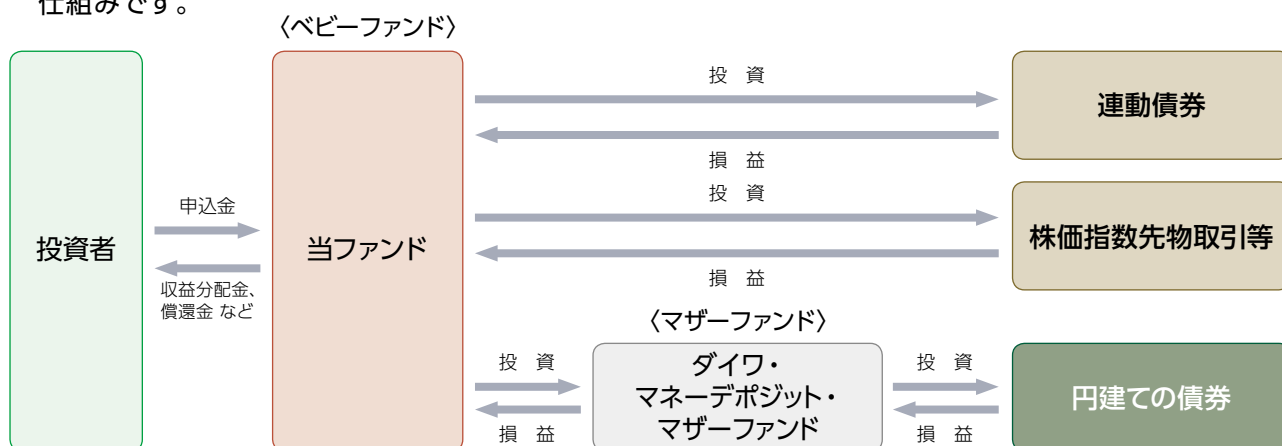 仕組みです。
〈ベビーファンド〉
投資者
申込金
収益分配金、
償還金 など
当ファンド
投 資
損 益
連動債券
投 資
損 益
株価指数先物取引等
〈マザーファンド〉
投 資
損 益
ダイワ・
マネーデポジット・
マザーファンド
投 資
損 益
円建ての債券